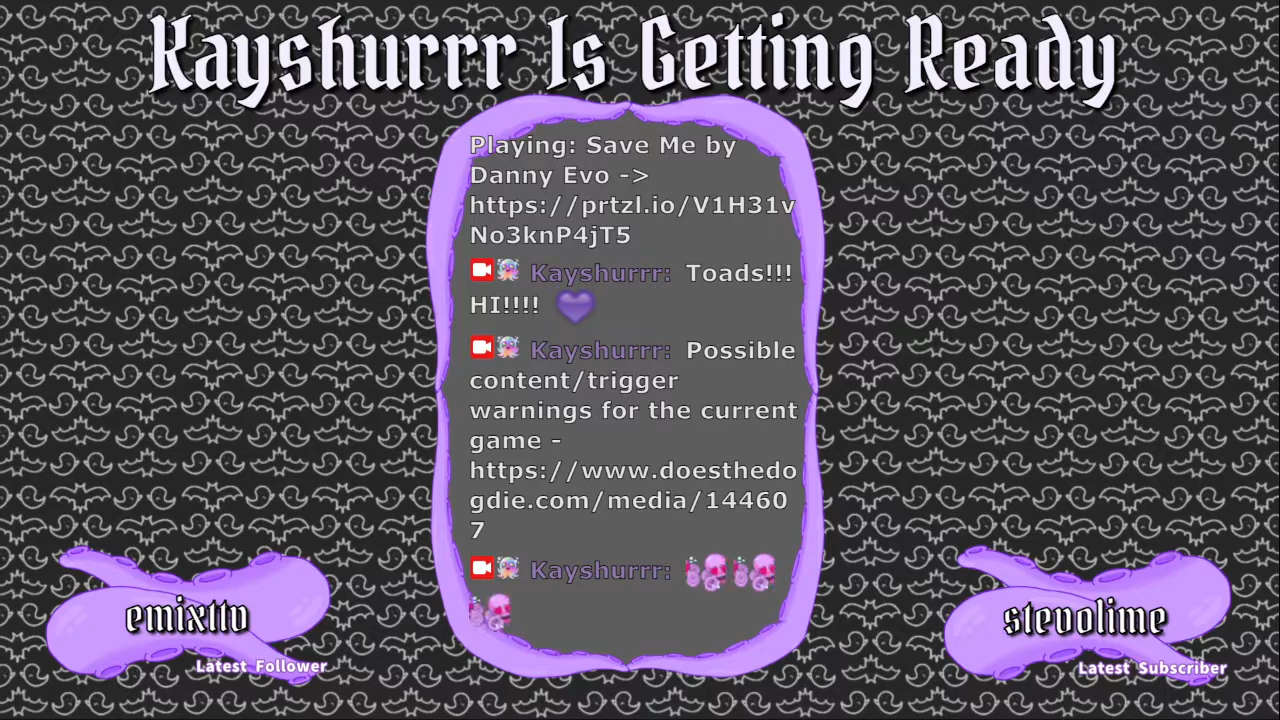 Kayshurrr Is Getting Ready
Playing: Save Me by
Danny Evo ->
https://prtzl.io/V1H31v
No3knP4jT5
Kayshurrr: Toads!!!
HI!!!!
Kayshurrr: Possible
content/trigger
warnings for the current
game -
https://www.doesthedo
gdie.com/media/14460
7
Kayshurrr:
emixttv
Latest Follower
stevolime
Latest Subscriber